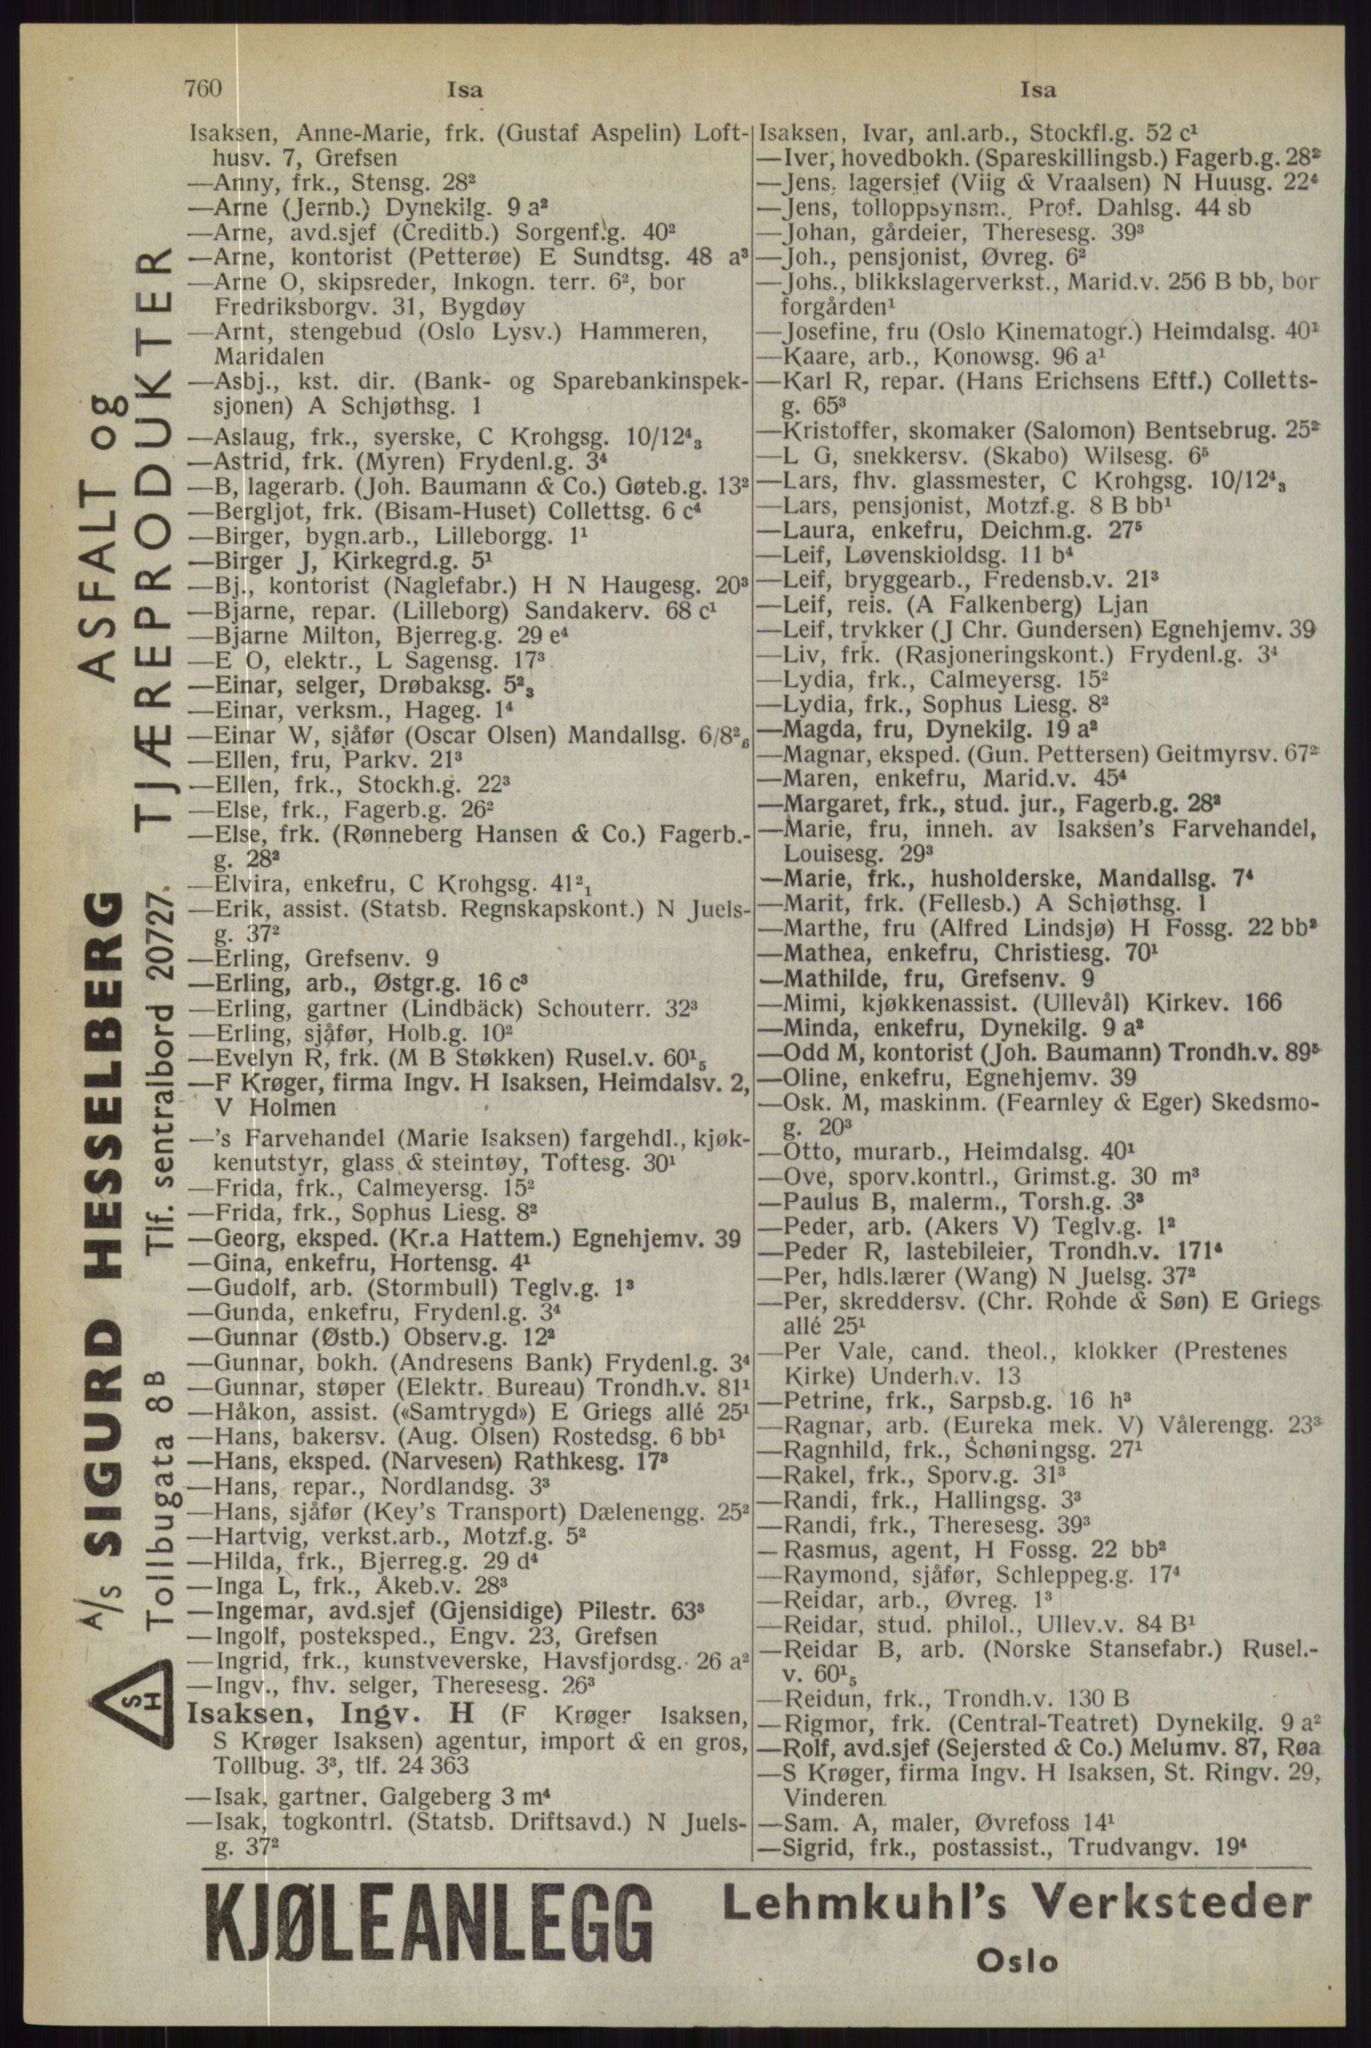 760
Isa
Isa
Isaksen, Anne-Marie, frk. (Gustaf Aspelin) Loft-
husv. 7, Grefsen
—Anny, frk., Stensg. 28²
—Arne (Jernb.) Dynekilg. 9 a²
—Arne, avd.sjef (Creditb.) Sorgenf.g. 40²
—Arne, kontorist (Petterøe) E Sundtsg. 48 a³
—Arne O, skipsreder, Inkogn. terr. 6², bor
Fredriksborgv. 31, Bygdøy
—Arnt, stengebud (Oslo Lysv.) Hammeren,
Maridalen
—Asbj., kst. dir. (Bank- og Sparebankinspek-
sjonen) A Schjøthsg. 1
—Aslaug, frk., syerske, C Krohgsg. 10/12⁴₃
—Astrid, frk. (Myren) Frydenl.g. 3⁴
—B, lagerarb. (Joh. Baumann & Co.) Gøteb.g. 13²
—Bergljot, frk. (Bisam-Huset) Collettsg. 6 c⁴
—Birger, bygn.arb., Lilleborgg. 1¹
—Birger J, Kirkegrd.g. 5¹
—Bj., kontorist (Naglefabr.) H N Haugesg. 20³
—Bjarne, repar. (Lilleborg) Sandakerv. 68 c¹
—Bjarne Milton, Bjerreg.g. 29 e⁴
—E O, elektr., L Sagensg. 17³
—Einar, selger, Drøbaksg. 5²₃
—Einar, verksm., Hageg. 1⁴
—Einar W, sjåfør (Oscar Olsen) Mandallsg. 6/8²₆
—Ellen, fru, Parkv. 21³
—Ellen, frk., Stockh.g. 22³
—Else, frk., Fagerb.g. 26²
—Else, frk. (Rønneberg Hansen & Co.) Fagerb.-
g. 28²
—Elvira, enkefru, C Krohgsg. 41²₁
—Erik, assist. (Statsb. Regnskapskont.) N Juels-
g. 37²
—Erling, Grefsenv. 9
—Erling, arb., Østgr.g. 16 c³
—Erling, gartner (Lindbäck) Schouterr. 32³
—Erling, sjåfør, Holb.g. 10²
—Evelyn R, frk. (M B Støkken) Rusel.v. 60¹₅
—F Krøger, firma Ingv. H Isaksen, Heimdalsv. 2,
V Holmen
—'s Farvehandel (Marie Isaksen) fargehdl., kjøk-
kenutstyr, glass & steintøy, Toftesg. 30¹
—Frida, frk., Calmeyersg. 15²
—Frida, frk., Sophus Liesg. 8²
—Georg, eksped. (Kr.a Hattem.) Egnehjemv. 39
—Gina, enkefru, Hortensg. 4¹
—Gudolf, arb. (Stormbull) Teglv.g. 1³
—Gunda, enkefru, Frydenl.g. 3⁴
—Gunnar (Østb.) Observ.g. 12²
—Gunnar, bokh. (Andresens Bank) Frydenl.g. 3⁴
—Gunnar, støper (Elektr. Bureau) Trondh.v. 81¹
—Håkon, assist. («Samtrygd») E Griegs allé 25¹
—Hans, bakersv. (Aug. Olsen) Rostedsg. 6 bb¹
—Hans, eksped. (Narvesen) Rathkesg. 17³
—Hans, repar., Nordlandsg. 3³
—Hans, sjåfør (Key's Transport) Dælenengg. 25²
—Hartvig, verkst.arb., Motzf.g. 5²
—Hilda, frk., Bjerreg.g. 29 d⁴
—Inga L, frk., Åkeb.v. 28³
—Ingemar, avd.sjef (Gjensidige) Pilestr. 63³
—Ingolf, posteksped., Engv. 23, Grefsen
—Ingrid, frk., kunstveverske, Havsfjordsg. 26 a²
—Ingv., fhv. selger, Theresesg. 26³
Isaksen, Ingv. H (F Krøger Isaksen,
S Krøger Isaksen) agentur, import & en gros,
Tollbug. 3³, tlf. 24 363
—Isak, gartner, Galgeberg 3 m⁴
—Isak, togkontrl. (Statsb. Driftsavd.) N Juels-
g. 37²
Isaksen, Ivar, anl.arb., Stockfl.g. 52 c¹
—Iver, hovedbokh. (Spareskillingsb.) Fagerb.g. 28²
—Jens, lagersjef (Viig & Vraalsen) N Huusg. 22⁴
—Jens, tolloppsynsm., Prof. Dahlsg. 44 sb
—Johan, gårdeier, Theresesg. 39³
—Joh., pensjonist, Øvreg. 6²
—Johs., blikkslagerverkst., Marid.v. 256 B bb, bor
forgården¹
—Josefine, fru (Oslo Kinematogr.) Heimdalsg. 40¹
—Kaare, arb., Konowsg. 96 a¹
—Karl R, repar. (Hans Erichsens Eftf.) Colletts-
g. 65³
—Kristoffer, skomaker (Salomon) Bentsebrug. 25²
—L G, snekkersv. (Skabo) Wilsesg. 6⁵
—Lars, fhv. glassmester, C Krohgsg. 10/12⁴₃
—Lars, pensjonist, Motzf.g. 8 B bb¹
—Laura, enkefru, Deichm.g. 27⁵
—Leif, Løvenskioldsg. 11 b⁴
—Leif, bryggearb., Fredensb.v. 21³
—Leif, reis. (A Falkenberg) Ljan
—Leif, trykker (J Chr. Gundersen) Egnehjemv. 39
—Liv, frk. (Rasjoneringskont.) Frydenl.g. 3⁴
—Lydia, frk., Calmeyersg. 15²
—Lydia, frk., Sophus Liesg. 8²
—Magda, fru, Dynekilg. 19 a²
—Magnar, eksped. (Gun. Pettersen) Geitmyrsv. 67²
—Maren, enkefru, Marid.v. 45⁴
—Margaret, frk., stud. jur., Fagerb.g. 28²
—Marie, fru, inneh. av Isaksen's Farvehandel,
Louisesg. 29³
—Marie, frk., husholderske, Mandallsg. 7⁴
—Marit, frk. (Fellesb.) A Schjøthsg. 1
—Marthe, fru (Alfred Lindsjø) H Fossg. 22 bb²
—Mathea, enkefru, Christiesg. 70¹
—Mathilde, fru, Grefsenv. 9
—Mimi, kjøkkenassist. (Ullevål) Kirkev. 166
—Minda, enkefru, Dynekilg. 9 a²
—Odd M, kontorist (Joh. Baumann) Trondh.v. 89⁵
—Oline, enkefru, Egnehjemv. 39
—Osk. M, maskinm. (Fearnley & Eger) Skedsmo-
g. 20³
—Otto, murarb., Heimdalsg. 40¹
—Ove, sporv.kontrl., Grimst.g. 30 m³
—Paulus B, malerm., Torsh.g. 3³
—Peder, arb. (Akers V) Teglv.g. 1²
—Peder R, lastebileier, Trondh.v. 171⁴
—Per, hdls.lærer (Wang) N Juelsg. 37²
—Per, skreddersv. (Chr. Rohde & Søn) E Griegs
allé 25¹
—Per Vale, cand. theol., klokker (Prestenes
Kirke) Underh.v. 13
—Petrine, frk., Sarpsb.g. 16 h³
—Ragnar, arb. (Eureka mek. V) Vålerengg. 23³
—Ragnhild, frk., Schøningsg. 27¹
—Rakel, frk., Sporv.g. 31³
—Randi, frk., Hallingsg. 3³
—Randi, frk., Theresesg. 39³
—Rasmus, agent, H Fossg. 22 bb²
—Raymond, sjåfør, Schleppeg.g. 17⁴
—Reidar, arb., Øvreg. 1³
—Reidar, stud. philol., Ullev.v. 84 B¹
—Reidar B, arb. (Norske Stansefabr.) Rusel.-
v. 60¹₅
—Reidun, frk., Trondh.v. 130 B
—Rigmor, frk. (Central-Teatret) Dynekilg. 9 a²
—Rolf, avd.sjef (Sejersted & Co.) Melumv. 87, Røa
—S Krøger, firma Ingv. H Isaksen, St. Ringv. 29,
Vinderen
—Sam. A, maler, Øvrefoss 14¹
—Sigrid, frk., postassist., Trudvangv. 19⁴
ASFALT og
TJÆREPRODUKTER
A/S SIGURD HESSELBERG
Tollbugata 8B Tlf. sentralbord 20727.
SH
KJØLEANLEGG
Lehmkuhl's Verksteder
Oslo